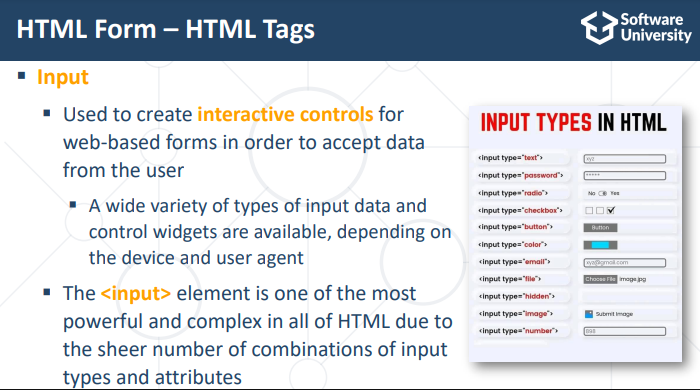 HTML Form – HTML Tags
Software
University
▪ Input
▪ Used to create interactive controls for
web-based forms in order to accept data
from the user
▪ A wide variety of types of input data and
control widgets are available, depending on
the device and user agent
▪ The <input> element is one of the most
powerful and complex in all of HTML due to
the sheer number of combinations of input
types and attributes
INPUT TYPES IN HTML
<input type="text"> xyz
<input type="password"> *****
<input type="radio"> No Yes
<input type="checkbox">
<input type="button"> Button
<input type="color">
<input type="email"> xyz@gmail.com
<input type="file"> Choose File image.jpg
<input type="hidden">
<input type="image"> Submit Image
<input type="number">